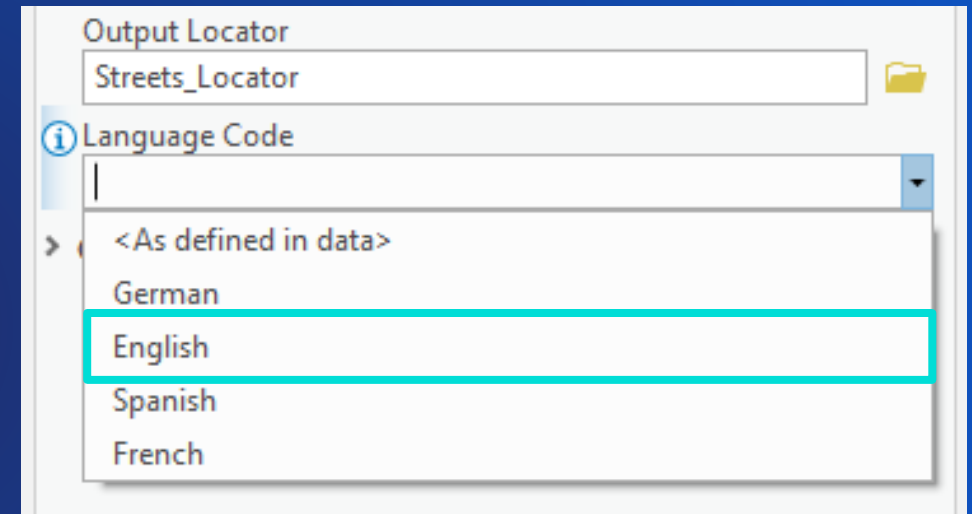 Output Locator
Streets_Locator
Language Code
<As defined in data>
German
English
Spanish
French